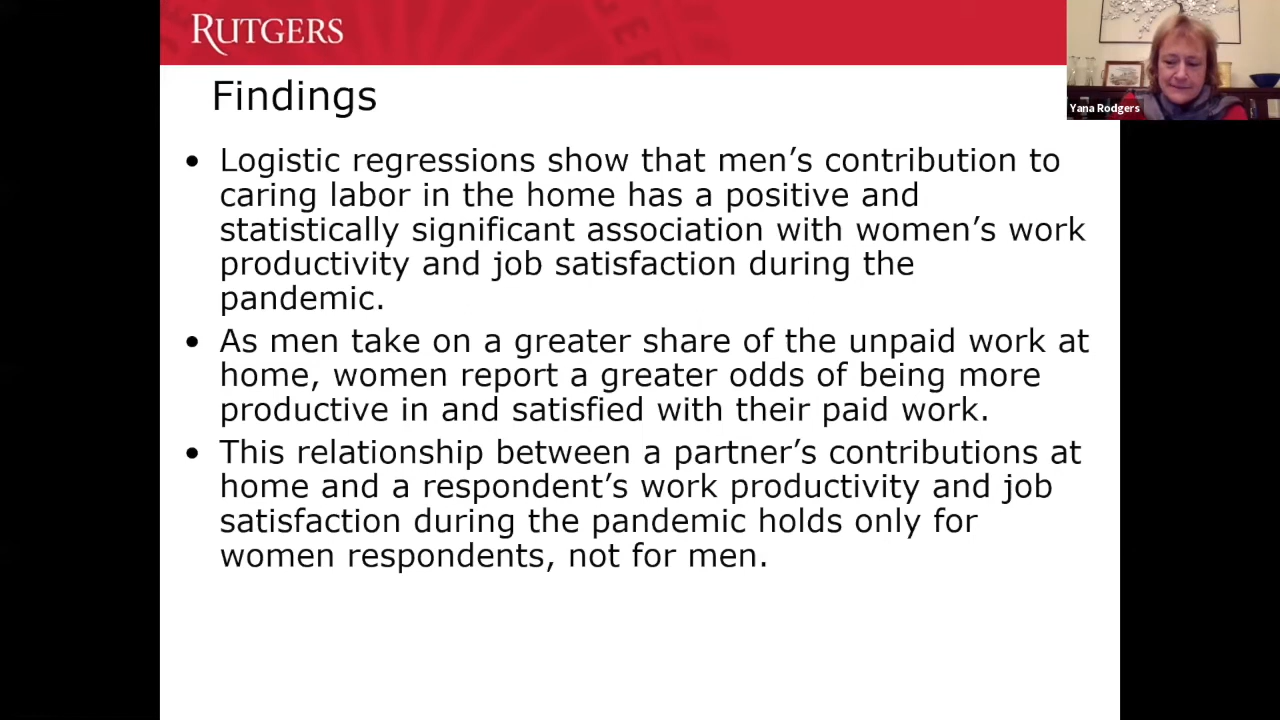 RUTGERS
Yana Rodgers
Findings
• Logistic regressions show that men’s contribution to
caring labor in the home has a positive and
statistically significant association with women’s work
productivity and job satisfaction during the
pandemic.
• As men take on a greater share of the unpaid work at
home, women report a greater odds of being more
productive in and satisfied with their paid work.
• This relationship between a partner’s contributions at
home and a respondent’s work productivity and job
satisfaction during the pandemic holds only for
women respondents, not for men.